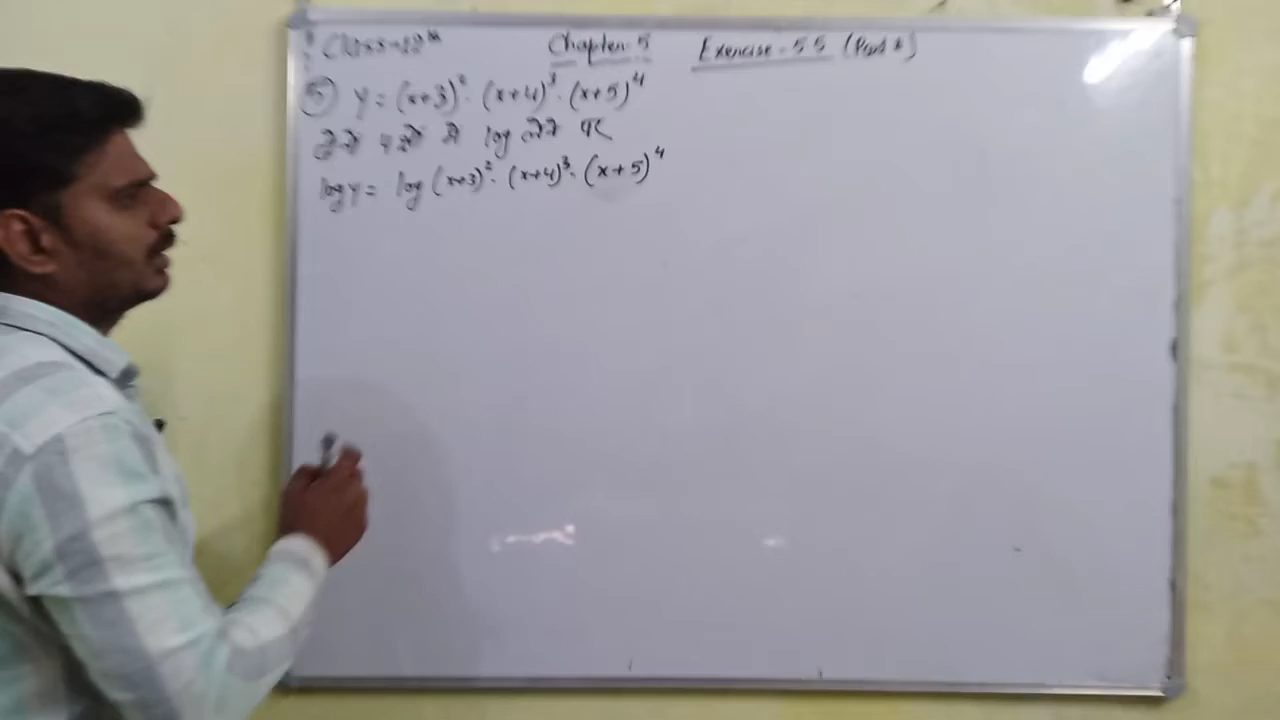 Class-12th Chapter-5 Exercise-5.5 (Part
(5) y = (x+3)². (x+4)³. (x+5)⁴
दोनो पक्षो मे log लेने पर
log y = log (x+3)². (x+4)³. (x+5)⁴